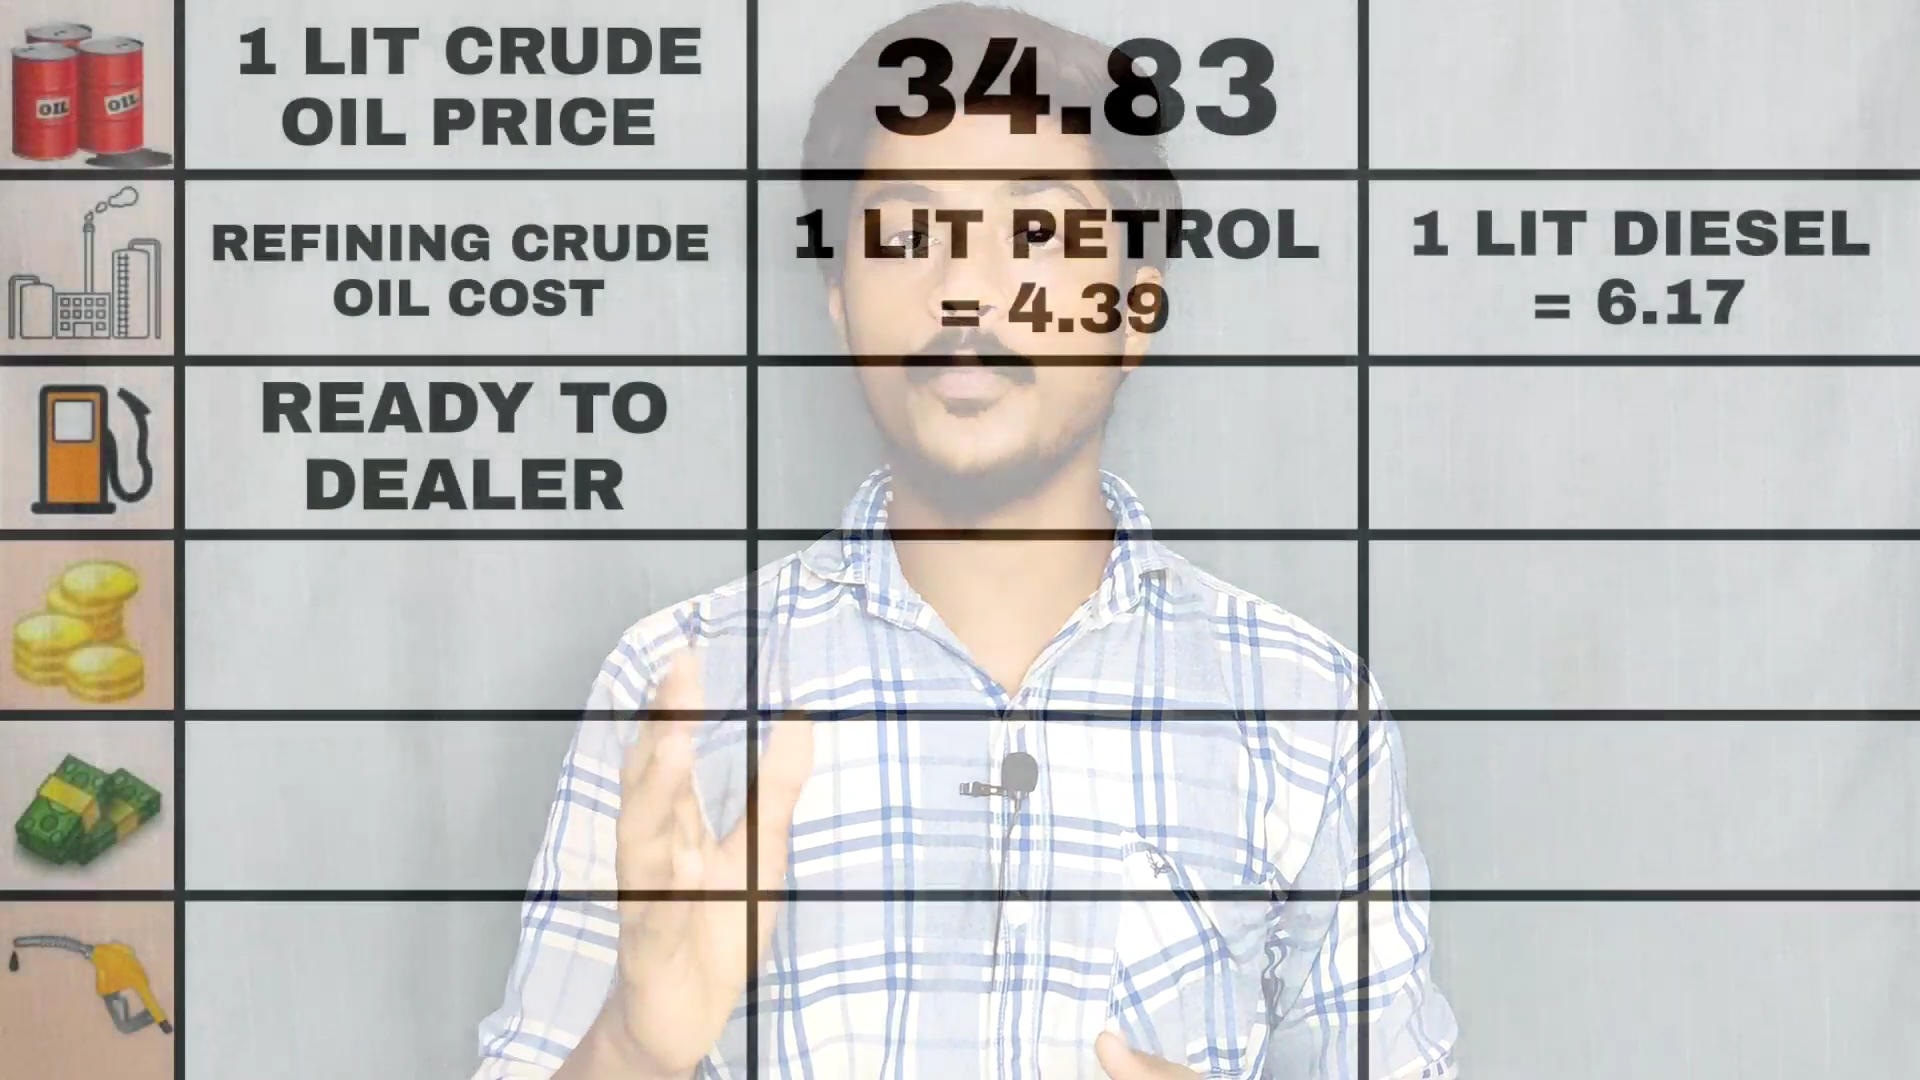 OIL
OIL
1 LIT CRUDE
OIL PRICE
34.83
REFINING CRUDE
OIL COST
1 LIT PETROL
= 4.39
1 LIT DIESEL
= 6.17
READY TO
DEALER